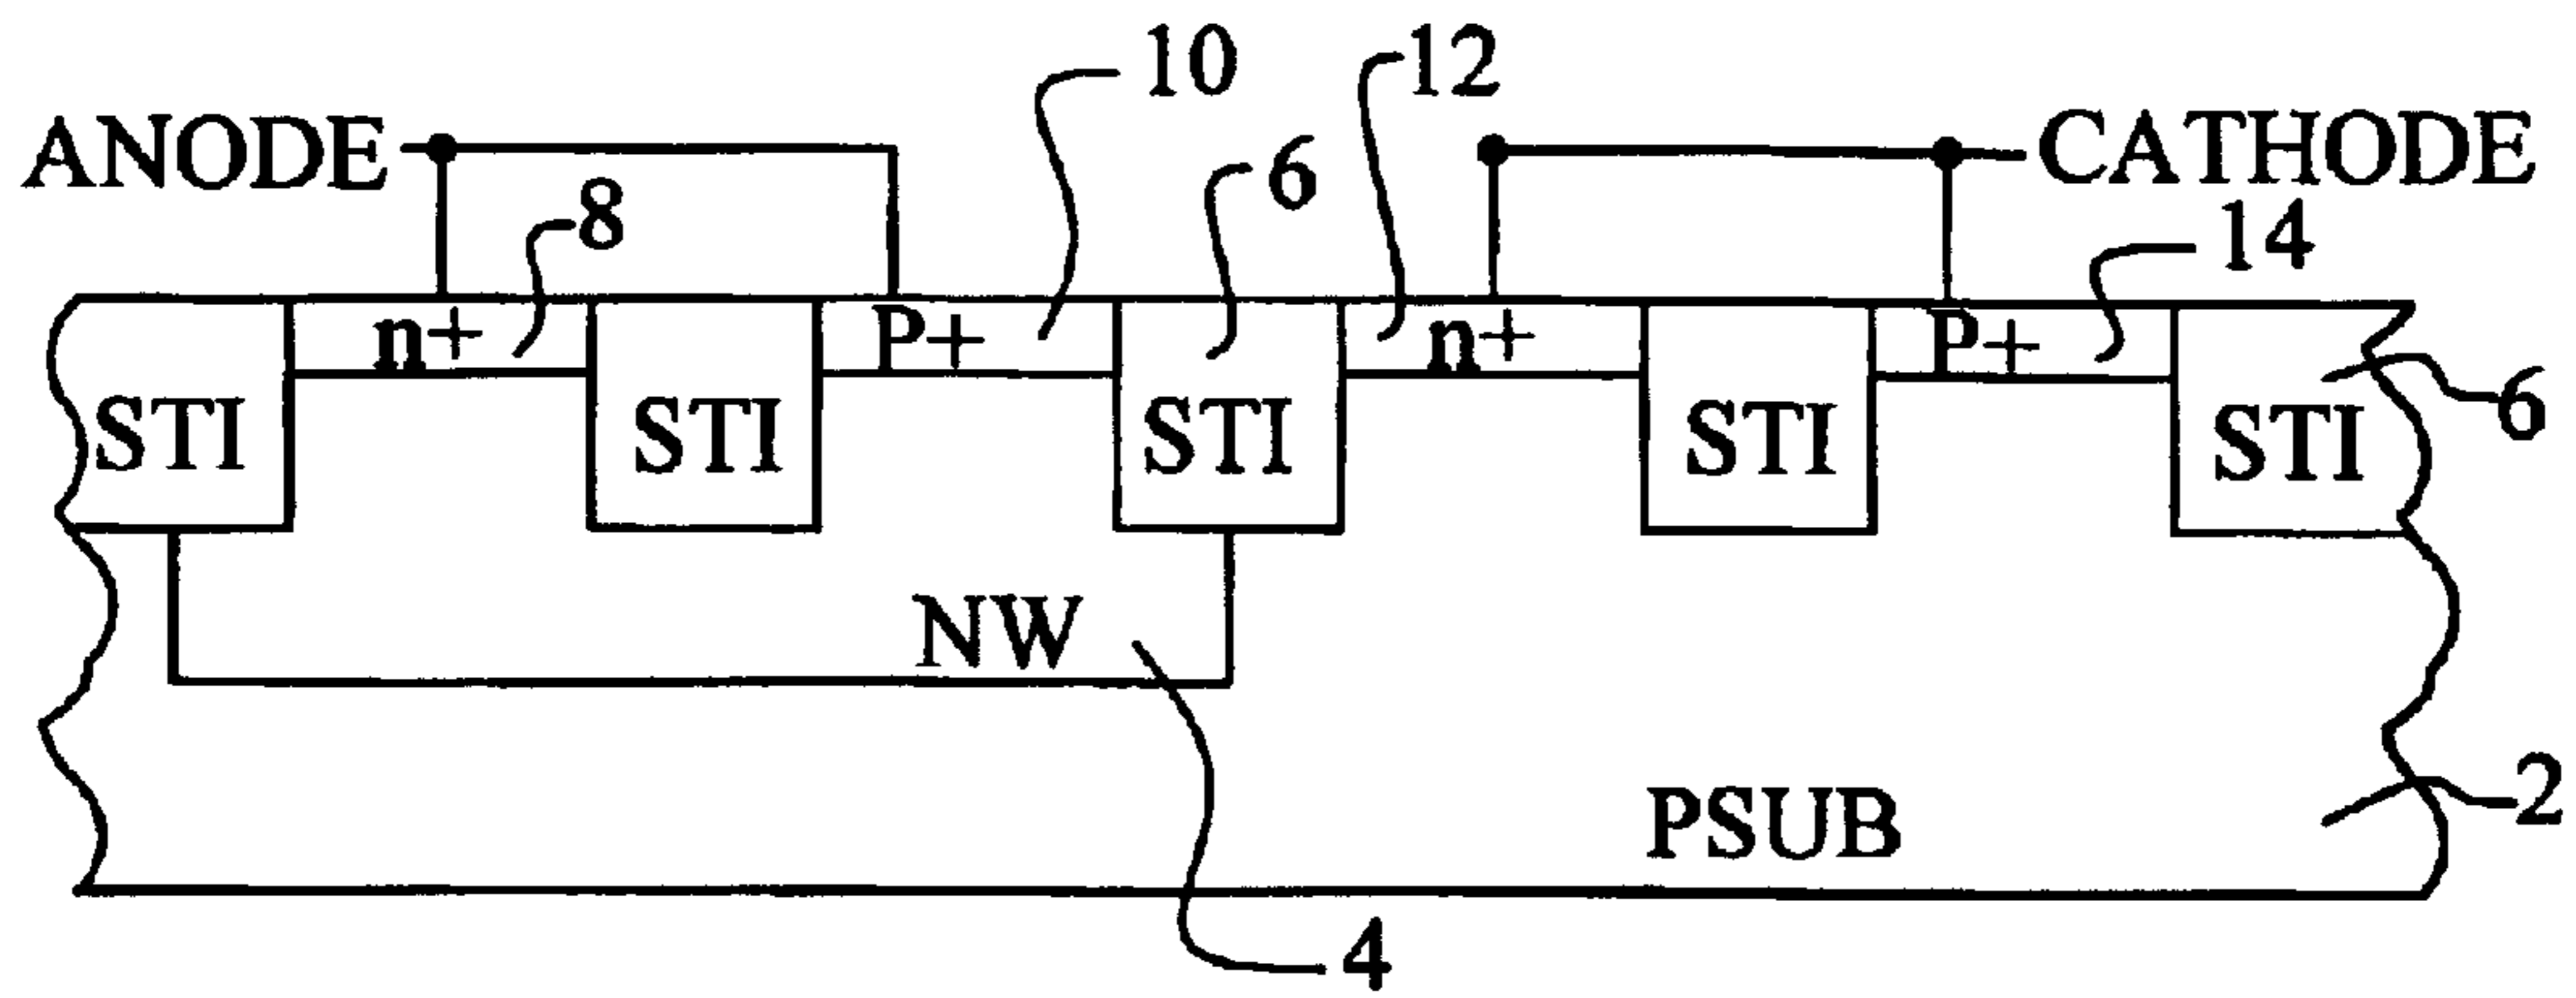 10 12
ANODE 6 CATHODE
8 14
n+ P+ n+ P+
STI STI STI STI STI 6
NW
PSUB 2
4